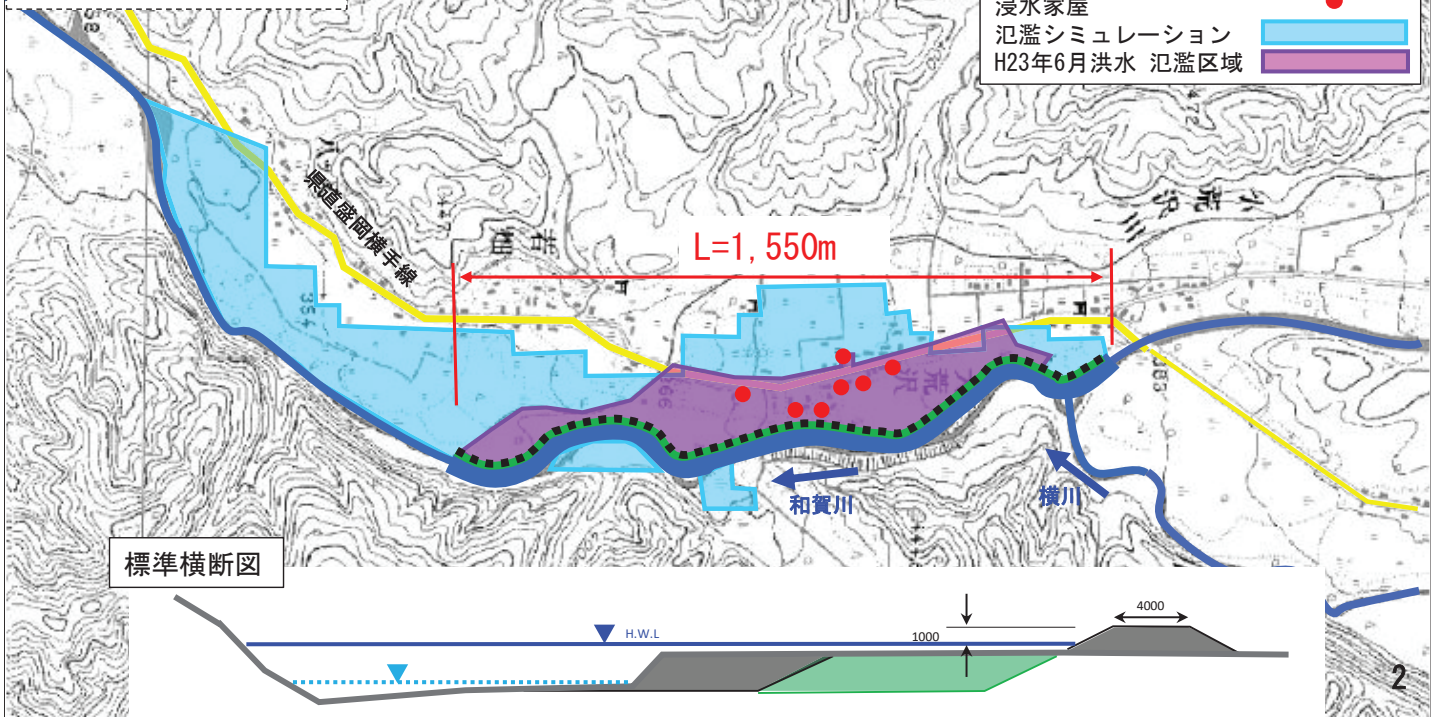 浸水家屋
氾濫シミュレーション
H23年6月洪水 氾濫区域
県道盛岡横手線
L=1,550m
和賀川
横川
標準横断図
H.W.L
1000
4000
2